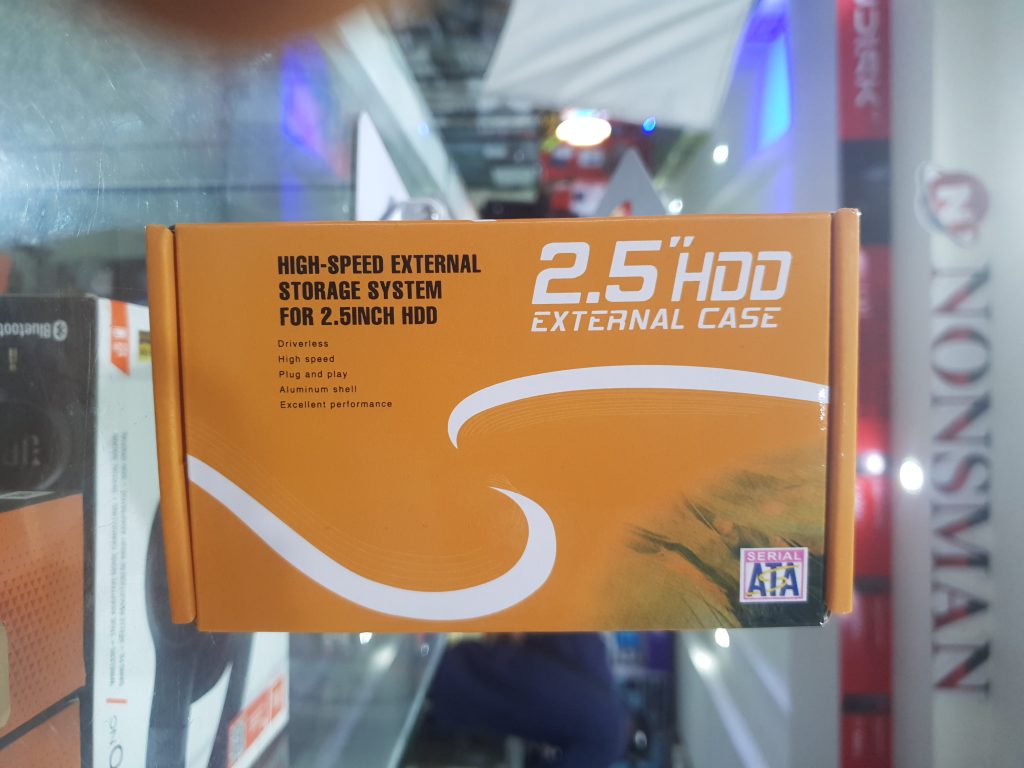 HIGH-SPEED EXTERNAL
STORAGE SYSTEM
FOR 2.5INCH HDD
Driverless
High speed
Plug and play
Aluminum shell
Excellent performance
2.5" HDD
EXTERNAL CASE
SERIAL
ATA
Bluetooth
NONSMAN